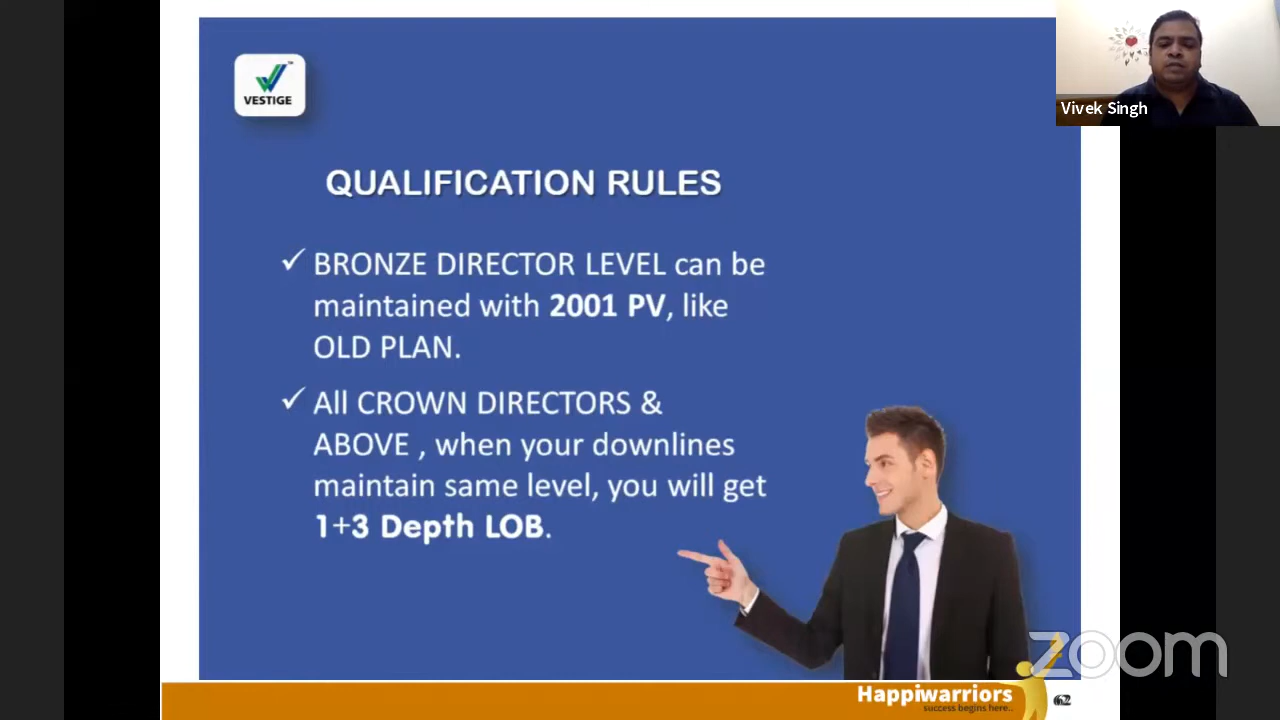 VESTIGE
TM
Vivek Singh
QUALIFICATION RULES
✓ BRONZE DIRECTOR LEVEL can be
maintained with 2001 PV, like
OLD PLAN.
✓ All CROWN DIRECTORS &
ABOVE , when your downlines
maintain same level, you will get
1+3 Depth LOB.
zoom
Happiwarriors
success begins here..
62